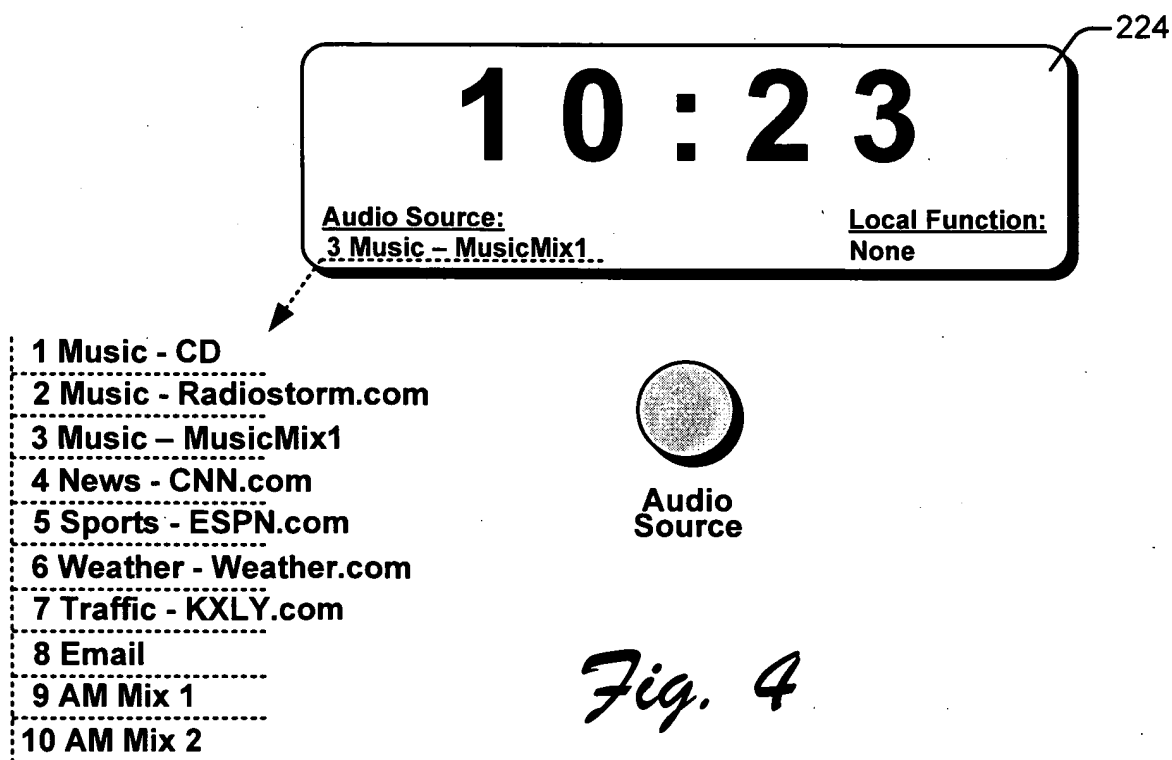 224
10:23
Audio Source:
3 Music – MusicMix1
Local Function:
None
1 Music - CD
2 Music - Radiostorm.com
3 Music – MusicMix1
4 News - CNN.com
5 Sports - ESPN.com
6 Weather - Weather.com
7 Traffic - KXLY.com
8 Email
9 AM Mix 1
10 AM Mix 2
Audio
Source
Fig. 4